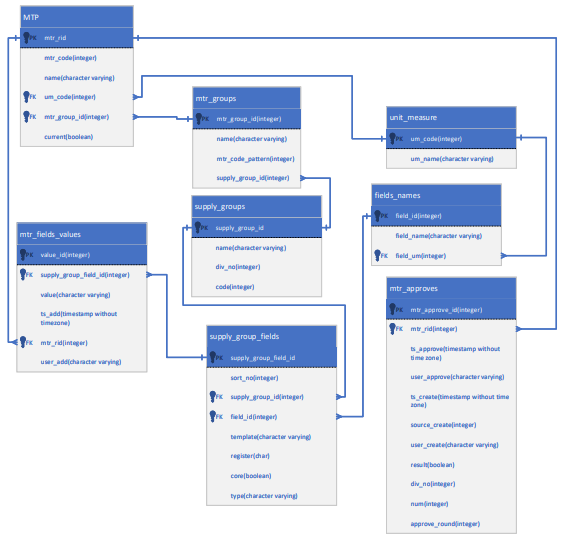 МТР
PK mtr_rid
mtr_code(integer)
name(character varying)
FK um_code(integer)
FK mtr_group_id(integer)
current(boolean)
mtr_groups
PK mtr_group_id(integer)
name(character varying)
mtr_code_pattern(integer)
supply_group_id(integer)
unit_measure
PK um_code(integer)
um_name(character varying)
supply_groups
PK supply_group_id
name(character varying)
div_no(integer)
code(integer)
fields_names
PK field_id(integer)
field_name(character varying)
FK field_um(integer)
mtr_fields_values
PK value_id(integer)
FK supply_group_field_id(integer)
value(character varying)
ts_add(timestamp without
timezone)
FK mtr_rid(integer)
user_add(character varying)
supply_group_fields
PK supply_group_field_id
sort_no(integer)
FK supply_group_id(integer)
FK field_id(integer)
template(character varying)
register(char)
core(boolean)
type(character varying)
mtr_approves
PK mtr_approve_id(integer)
FK mtr_rid(integer)
ts_approve(timestamp without
time zone)
user_approve(character varying)
ts_create(timestamp without time
zone)
source_create(integer)
user_create(character varying)
result(boolean)
div_no(integer)
num(integer)
approve_round(integer)